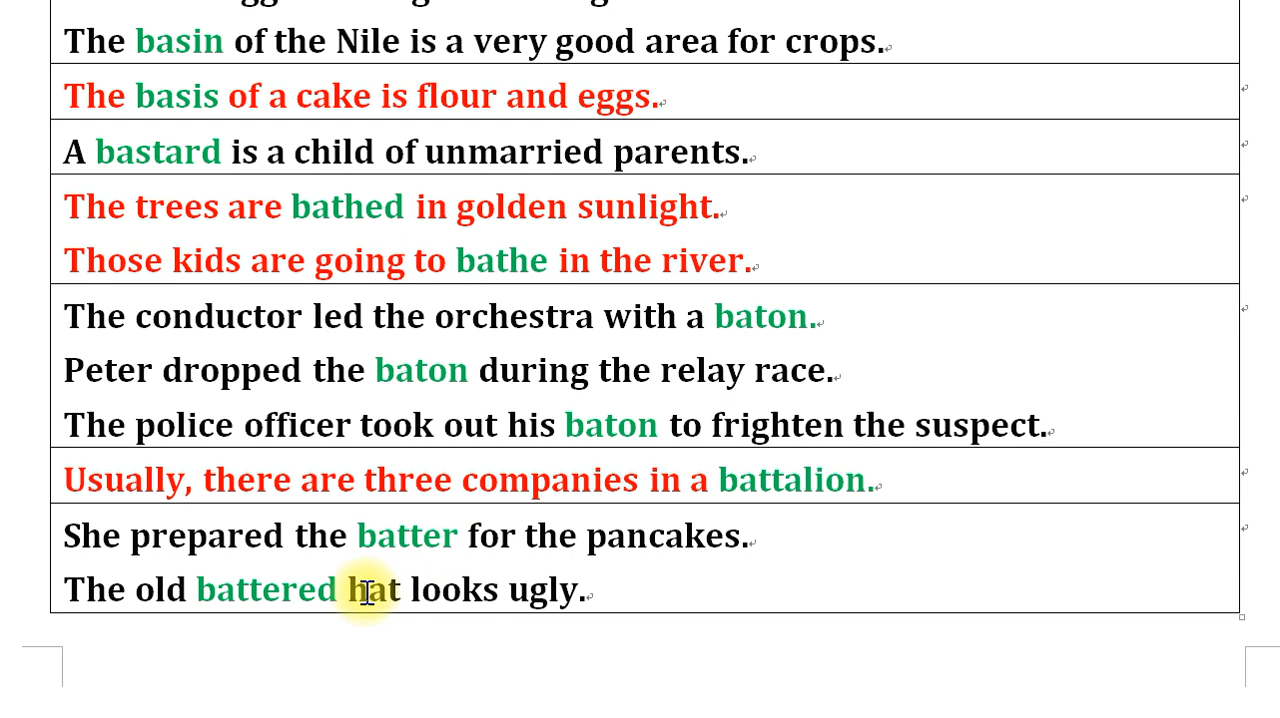 The basin of the Nile is a very good area for crops.
The basis of a cake is flour and eggs.
A bastard is a child of unmarried parents.
The trees are bathed in golden sunlight.
Those kids are going to bathe in the river.
The conductor led the orchestra with a baton.
Peter dropped the baton during the relay race.
The police officer took out his baton to frighten the suspect.
Usually, there are three companies in a battalion.
She prepared the batter for the pancakes.
The old battered hat looks ugly.